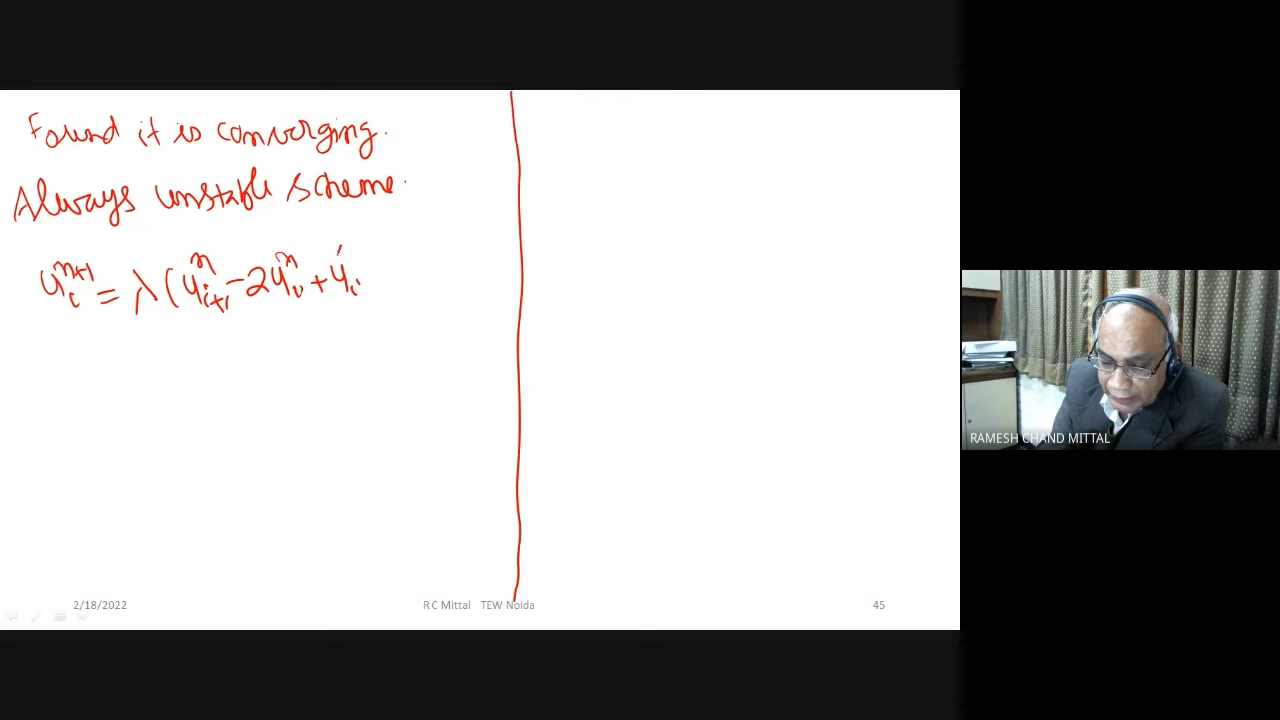 Found it is converging.
Always unstable scheme.
u_i^{n+1} = λ(u_{i+1}^n - 2u_i^n + u_i
RAMESH CHAND MITTAL
2/18/2022 R C Mittal TEW Noida 45